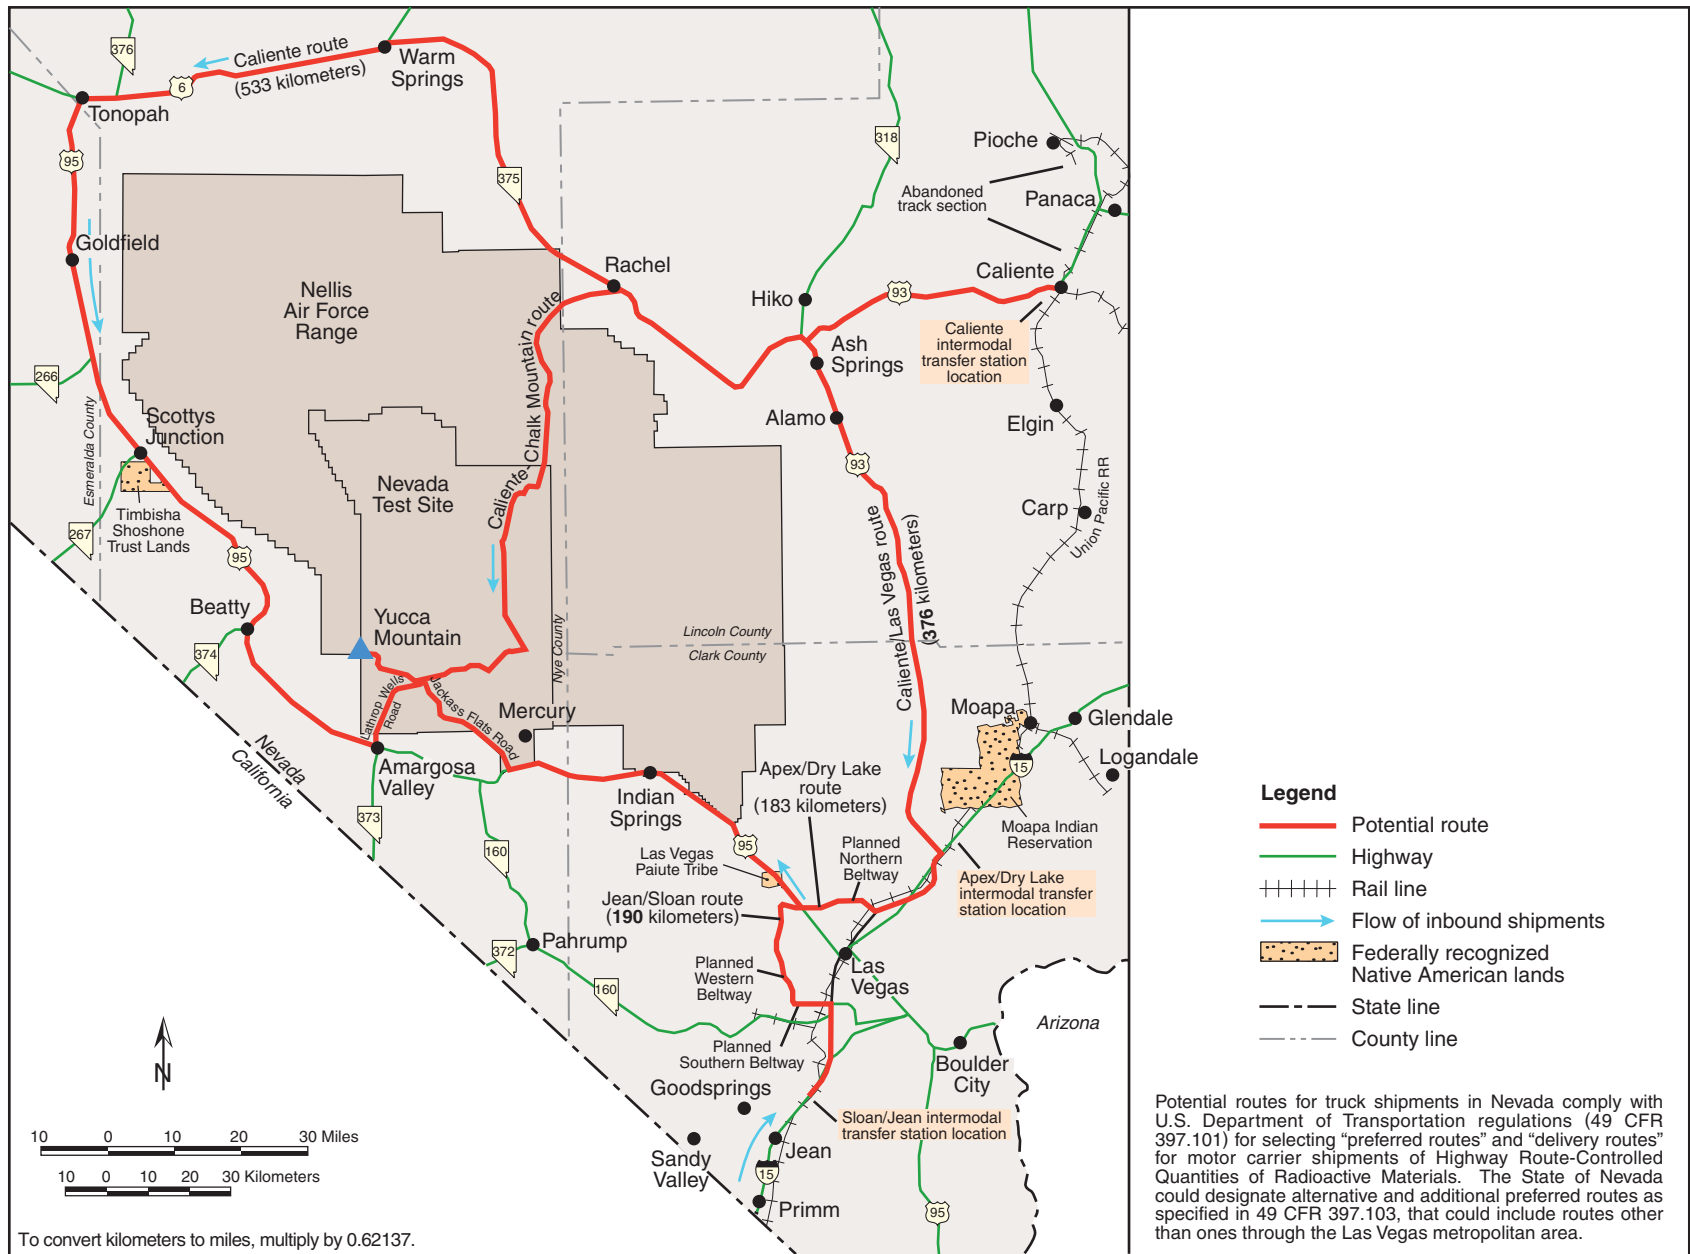 376
Caliente route
(533 kilometers)
Warm
Springs
6
Tonopah
95
375
318
Pioche
Abandoned
track section
Panaca
Goldfield
Nellis
Air Force
Range
Rachel
Caliente
Hiko
93
Caliente
intermodal
transfer station
location
Ash
Springs
266
Esmeralda County
Scottys
Junction
Caliente-Chalk Mountain route
Alamo
Elgin
93
Nevada
Test Site
Timbisha
Shoshone
Trust Lands
267
95
Carp
Union Pacific RR
Caliente/Las Vegas route
(376 kilometers)
Beatty
374
Yucca
Mountain
Nye County
Lincoln County
Clark County
Lathrop Wells
Road
Jackass Flats Road
Mercury
Moapa
Glendale
Logandale
15
Nevada
California
Amargosa
Valley
Apex/Dry Lake
route
(183 kilometers)
Indian
Springs
373
160
95
Las Vegas
Paiute Tribe
Planned
Northern
Beltway
Moapa Indian
Reservation
Apex/Dry Lake
intermodal transfer
station location
Jean/Sloan route
(190 kilometers)
372
Pahrump
160
Planned
Western
Beltway
Las
Vegas
Arizona
Planned
Southern Beltway
Boulder
City
Goodsprings
Sloan/Jean intermodal
transfer station location
Sandy
Valley
Jean
15
Primm
95
N
10 0 10 20 30 Miles
10 0 10 20 30 Kilometers
To convert kilometers to miles, multiply by 0.62137.
Legend
Potential route
Highway
Rail line
Flow of inbound shipments
Federally recognized
Native American lands
State line
County line
Potential routes for truck shipments in Nevada comply with
U.S. Department of Transportation regulations (49 CFR
397.101) for selecting “preferred routes” and “delivery routes”
for motor carrier shipments of Highway Route-Controlled
Quantities of Radioactive Materials. The State of Nevada
could designate alternative and additional preferred routes as
specified in 49 CFR 397.103, that could include routes other
than ones through the Las Vegas metropolitan area.